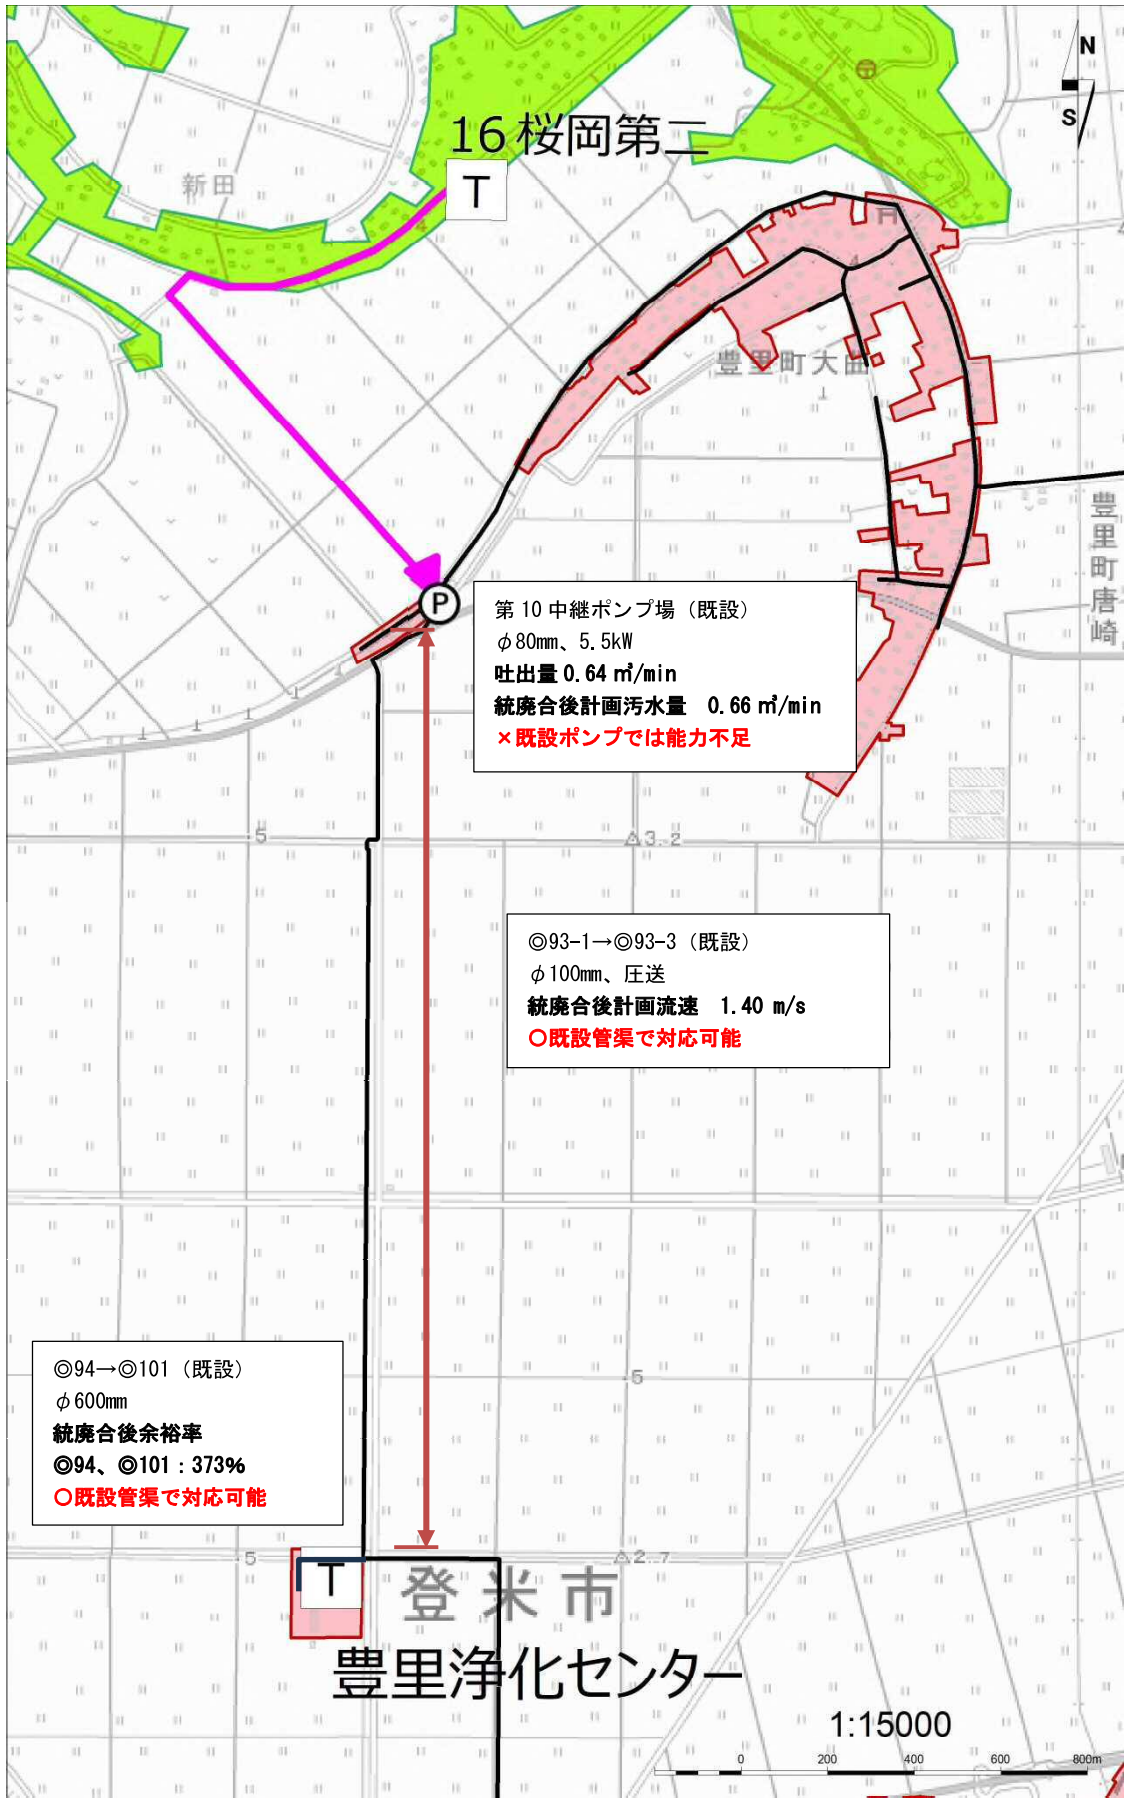 N
S
16 桜岡第二
T
新田
豊里町大曲
豊里町唐崎
P
第 10 中継ポンプ場（既設）
φ80mm、5.5kW
吐出量 0.64 ㎥/min
統廃合後計画汚水量　0.66 ㎥/min
×既設ポンプでは能力不足
5
3.2
◎93-1→◎93-3（既設）
φ100mm、圧送
統廃合後計画流速　1.40 m/s
〇既設管渠で対応可能
◎94→◎101（既設）
φ600mm
統廃合後余裕率
◎94、◎101：373%
〇既設管渠で対応可能
.5
.5
2.7
T
登米市
豊里浄化センター
1:15000
0 200 400 600 800m